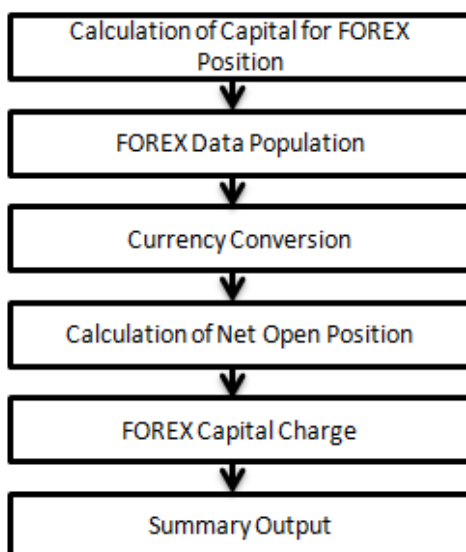 Calculation of Capital for FOREX
Position
FOREX Data Population
Currency Conversion
Calculation of Net Open Position
FOREX Capital Charge
Summary Output